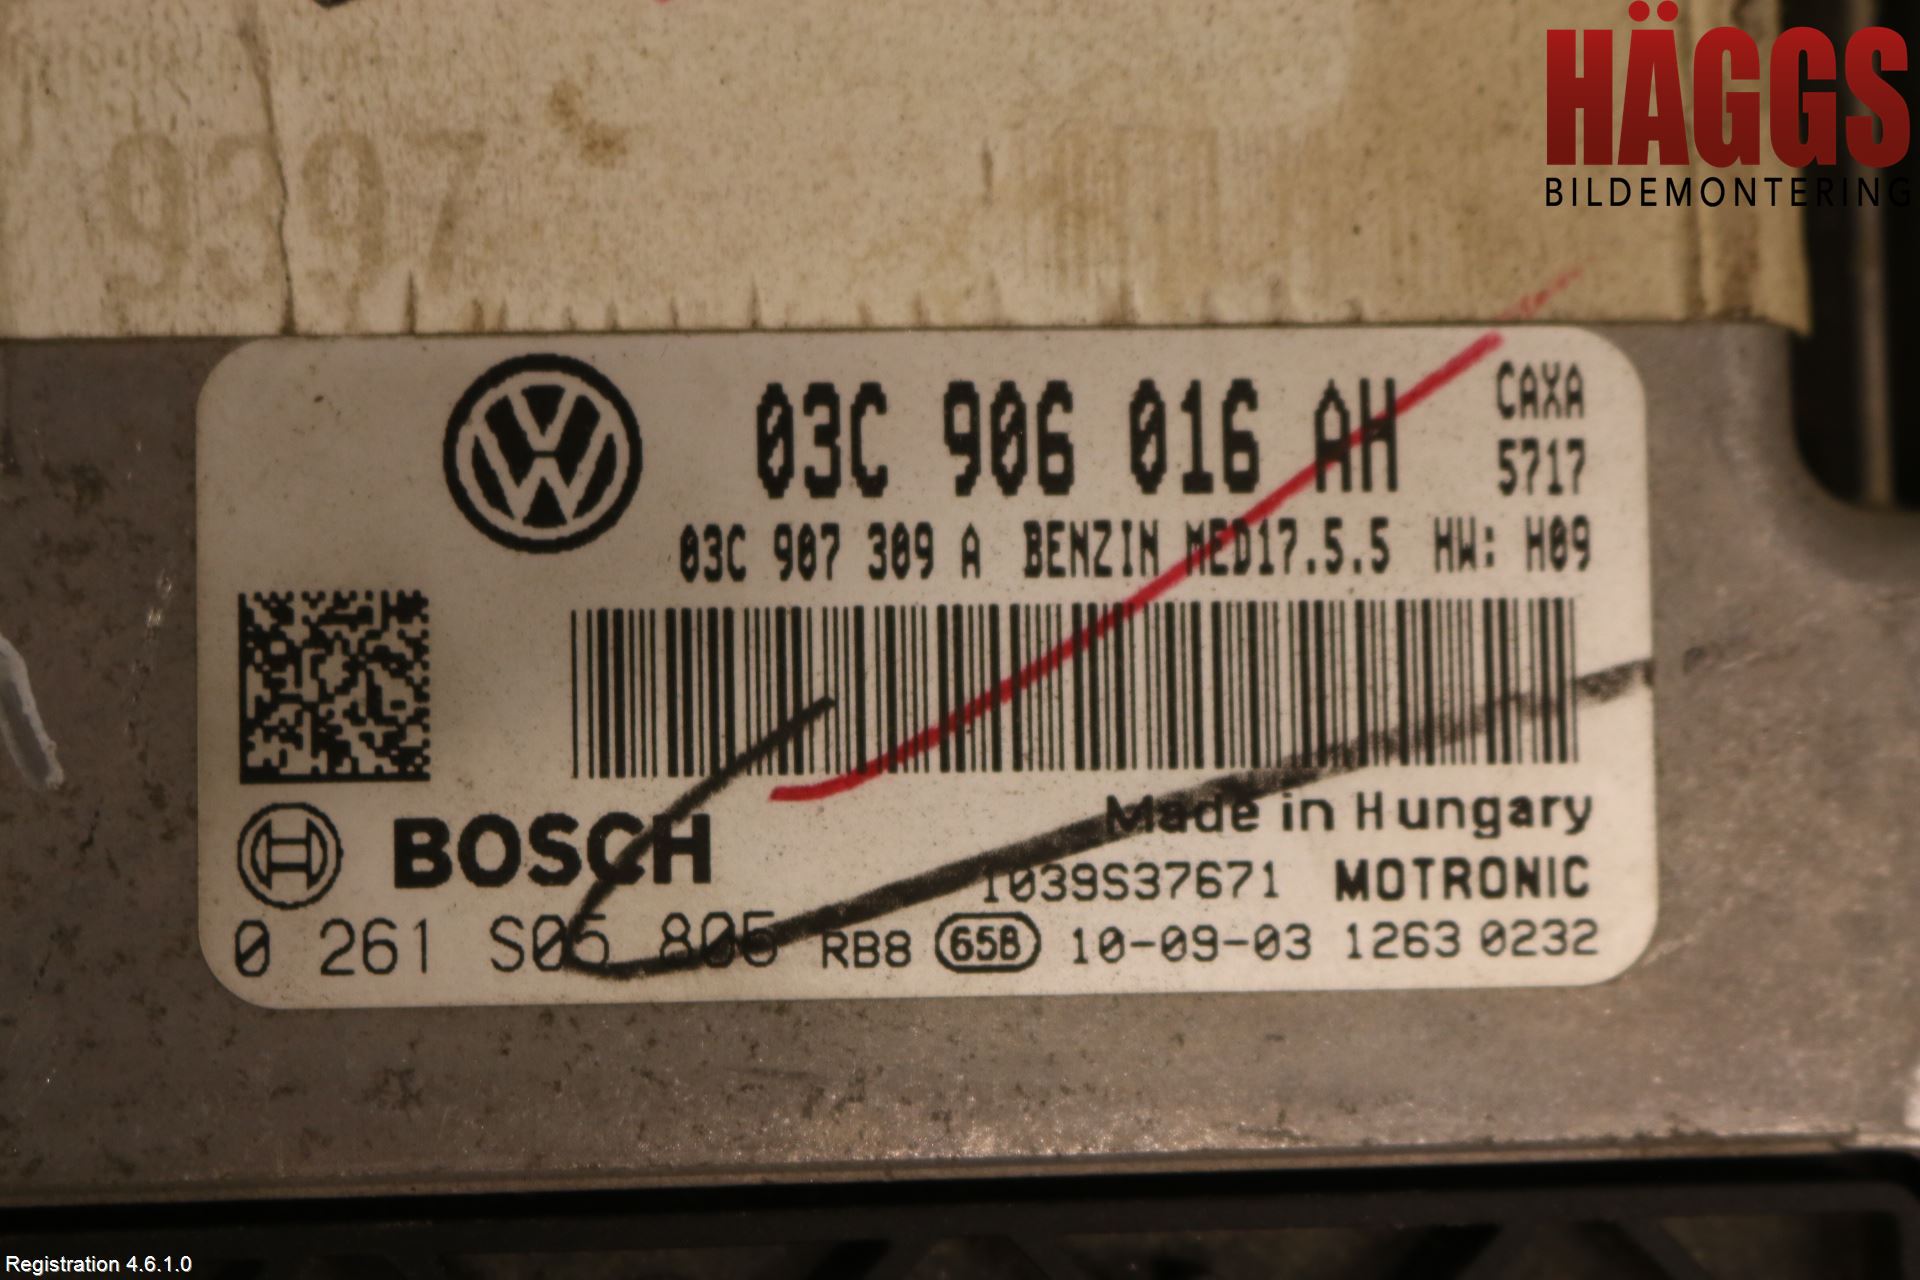 HÄGGS
BILDEMONTERING
9397
03C 906 016 AH
CAXA
5717
03C 907 309 A BENZIN MED17.5.5 HW: H09
BOSCH
Made in Hungary
1039S37671 MOTRONIC
0 261 S05 805 RB8 65B 10-09-03 1263 0232
Registration 4.6.1.0